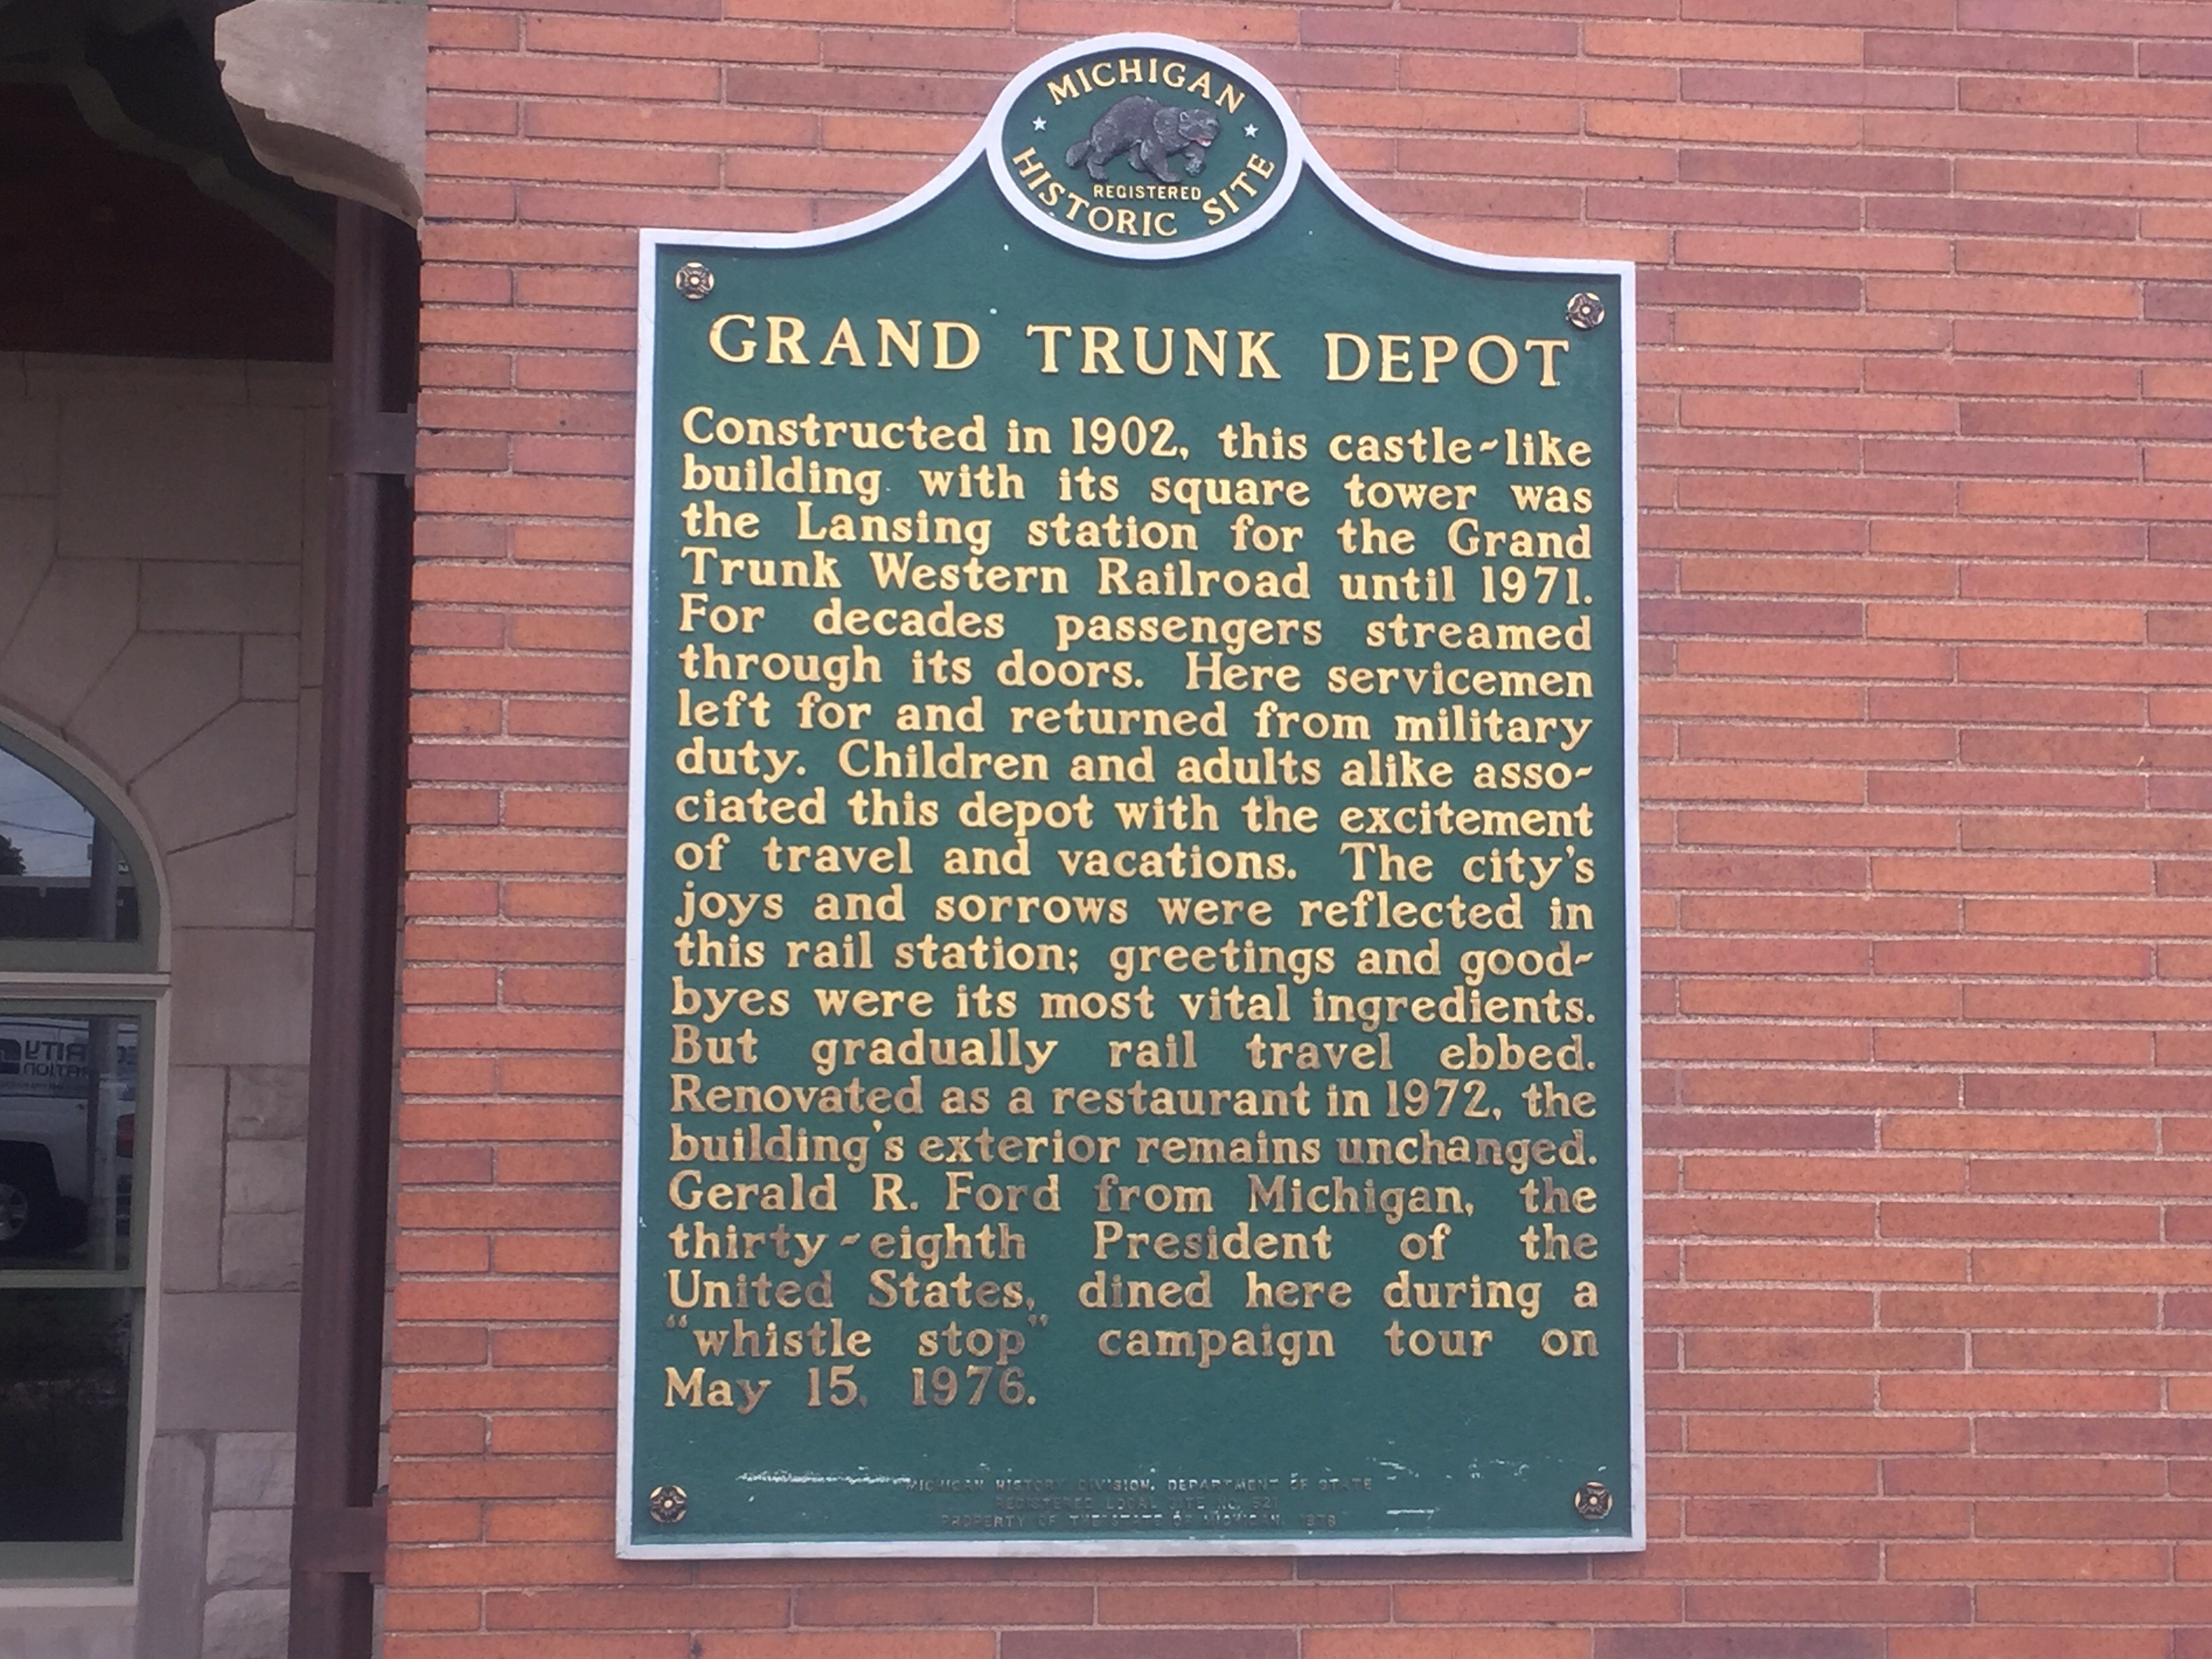 MICHIGAN
REGISTERED
HISTORIC SITE
GRAND TRUNK DEPOT
Constructed in 1902, this castle-like
building with its square tower was
the Lansing station for the Grand
Trunk Western Railroad until 1971.
For decades passengers streamed
through its doors. Here servicemen
left for and returned from military
duty. Children and adults alike asso-
ciated this depot with the excitement
of travel and vacations. The city's
joys and sorrows were reflected in
this rail station; greetings and good-
byes were its most vital ingredients.
But gradually rail travel ebbed.
Renovated as a restaurant in 1972, the
building's exterior remains unchanged.
Gerald R. Ford from Michigan, the
thirty-eighth President of the
United States, dined here during a
"whistle stop" campaign tour on
May 15, 1976.
MICHIGAN HISTORY DIVISION, DEPARTMENT OF STATE
REGISTERED LOCAL SITE NO. 521
PROPERTY OF THE STATE OF MICHIGAN,